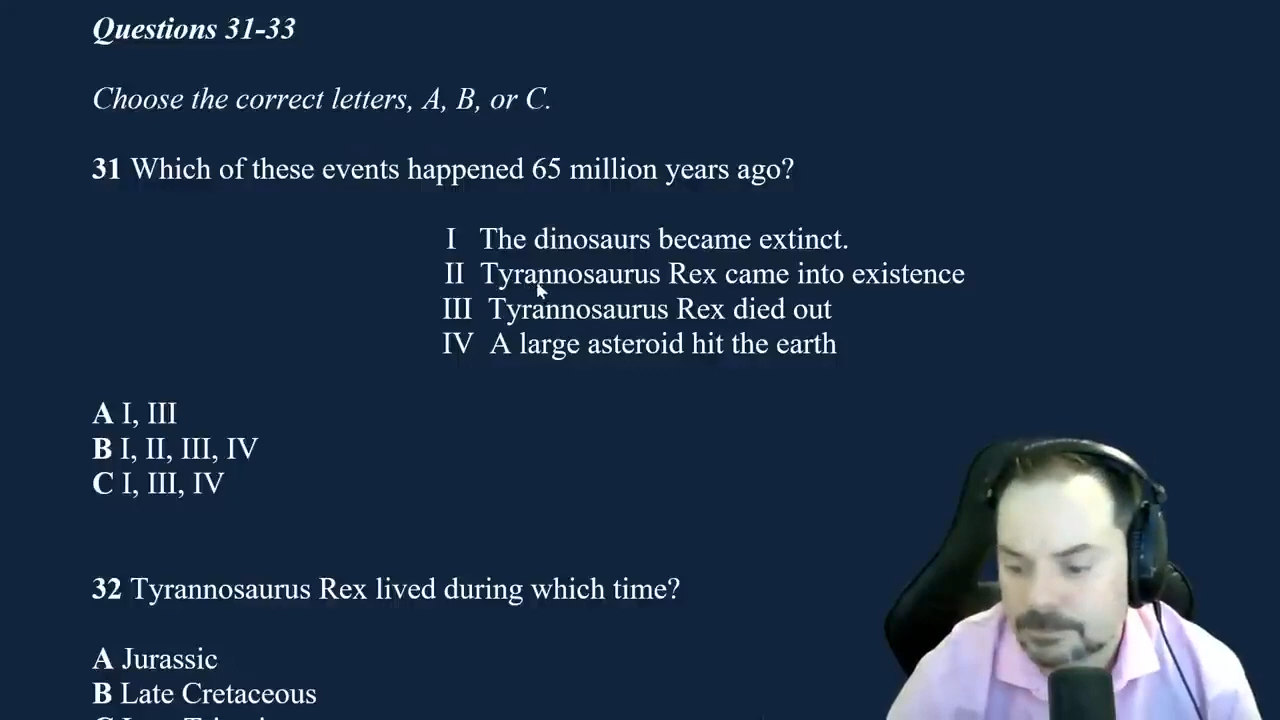 Questions 31-33
Choose the correct letters, A, B, or C.
31 Which of these events happened 65 million years ago?
I The dinosaurs became extinct.
II Tyrannosaurus Rex came into existence
III Tyrannosaurus Rex died out
IV A large asteroid hit the earth
A I, III
B I, II, III, IV
C I, III, IV
32 Tyrannosaurus Rex lived during which time?
A Jurassic
B Late Cretaceous